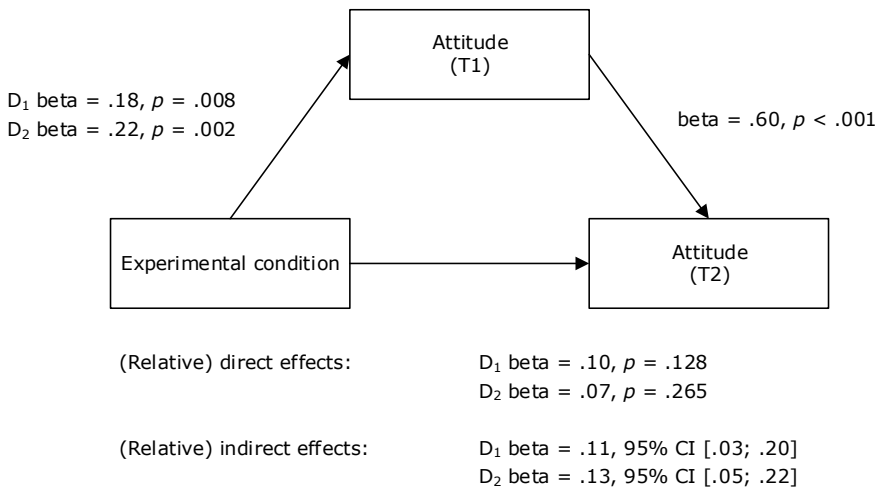 Attitude
(T1)
D₁ beta = .18, p = .008
D₂ beta = .22, p = .002
beta = .60, p < .001
Experimental condition
Attitude
(T2)
(Relative) direct effects:
D₁ beta = .10, p = .128
D₂ beta = .07, p = .265
(Relative) indirect effects:
D₁ beta = .11, 95% CI [.03; .20]
D₂ beta = .13, 95% CI [.05; .22]